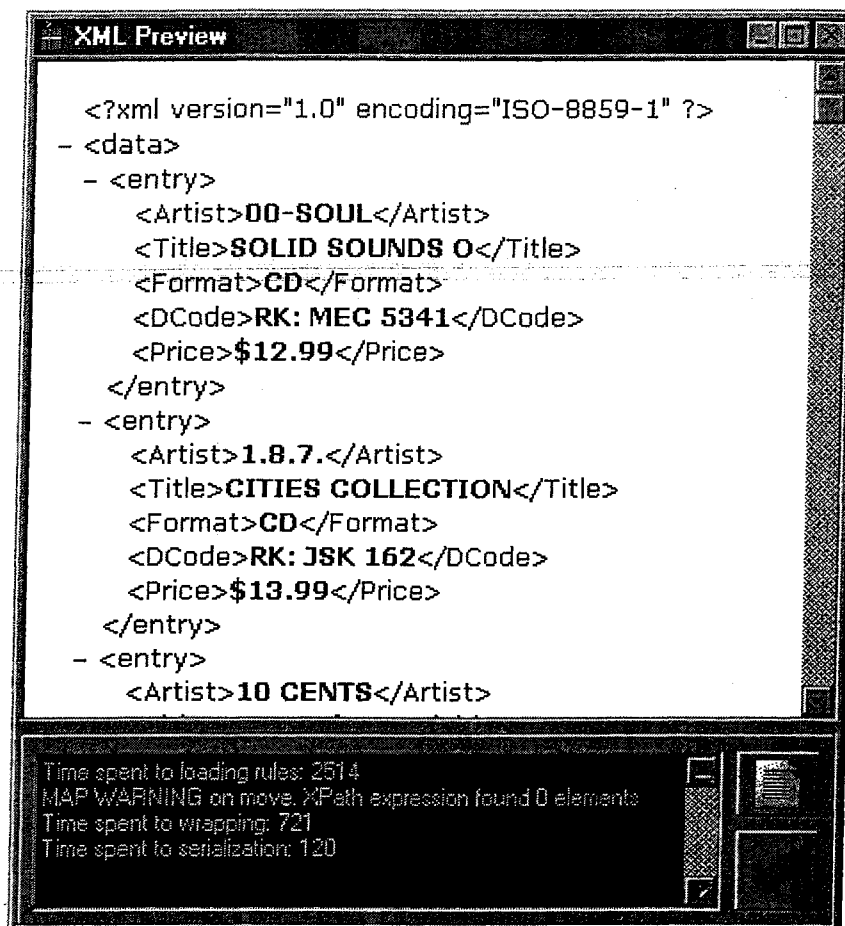 XML Preview
<?xml version="1.0" encoding="ISO-8859-1" ?>
– <data>
– <entry>
<Artist>00-SOUL</Artist>
<Title>SOLID SOUNDS O</Title>
<Format>CD</Format>
<DCode>RK: MEC 5341</DCode>
<Price>$12.99</Price>
</entry>
– <entry>
<Artist>1.8.7.</Artist>
<Title>CITIES COLLECTION</Title>
<Format>CD</Format>
<DCode>RK: JSK 162</DCode>
<Price>$13.99</Price>
</entry>
– <entry>
<Artist>10 CENTS</Artist>
Time spent to loading rules: 2514
MAP WARNING on move. XPath expression found 0 elements
Time spent to wrapping: 721
Time spent to serialization: 120